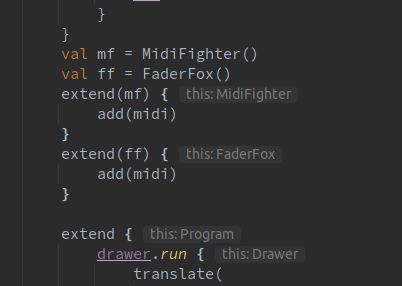 }
}
val mf = MidiFighter()
val ff = FaderFox()
extend(mf) { this: MidiFighter
add(midi)
}
extend(ff) { this: FaderFox
add(midi)
}
extend { this: Program
drawer.run { this: Drawer
translate(